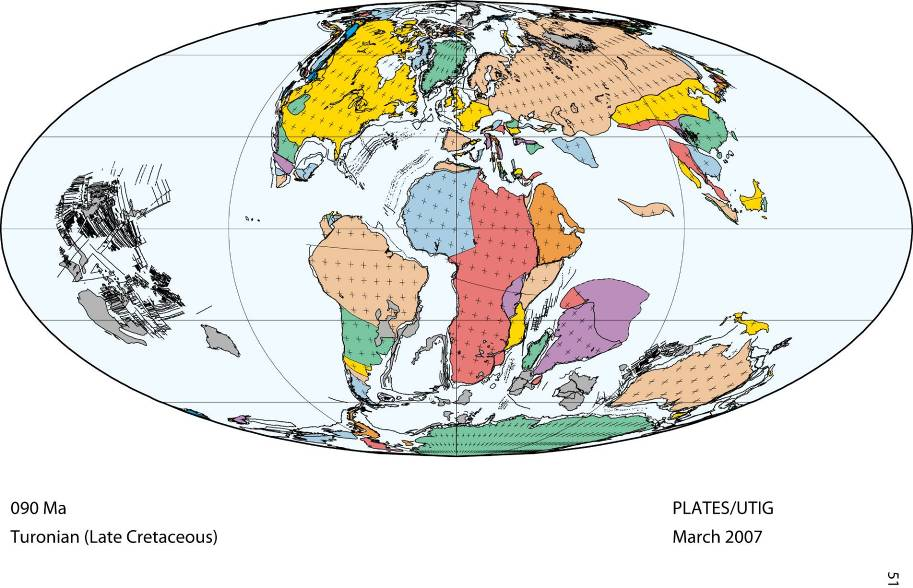 090 Ma
Turonian (Late Cretaceous)
PLATES/UTIG
March 2007
51